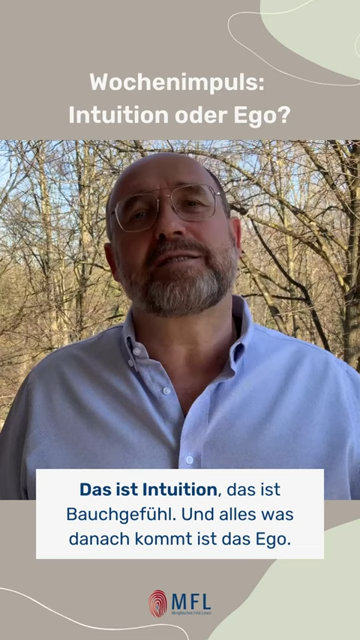 Wochenimpuls:
Intuition oder Ego?
Das ist Intuition, das ist
Bauchgefühl. Und alles was
danach kommt ist das Ego.
MFL